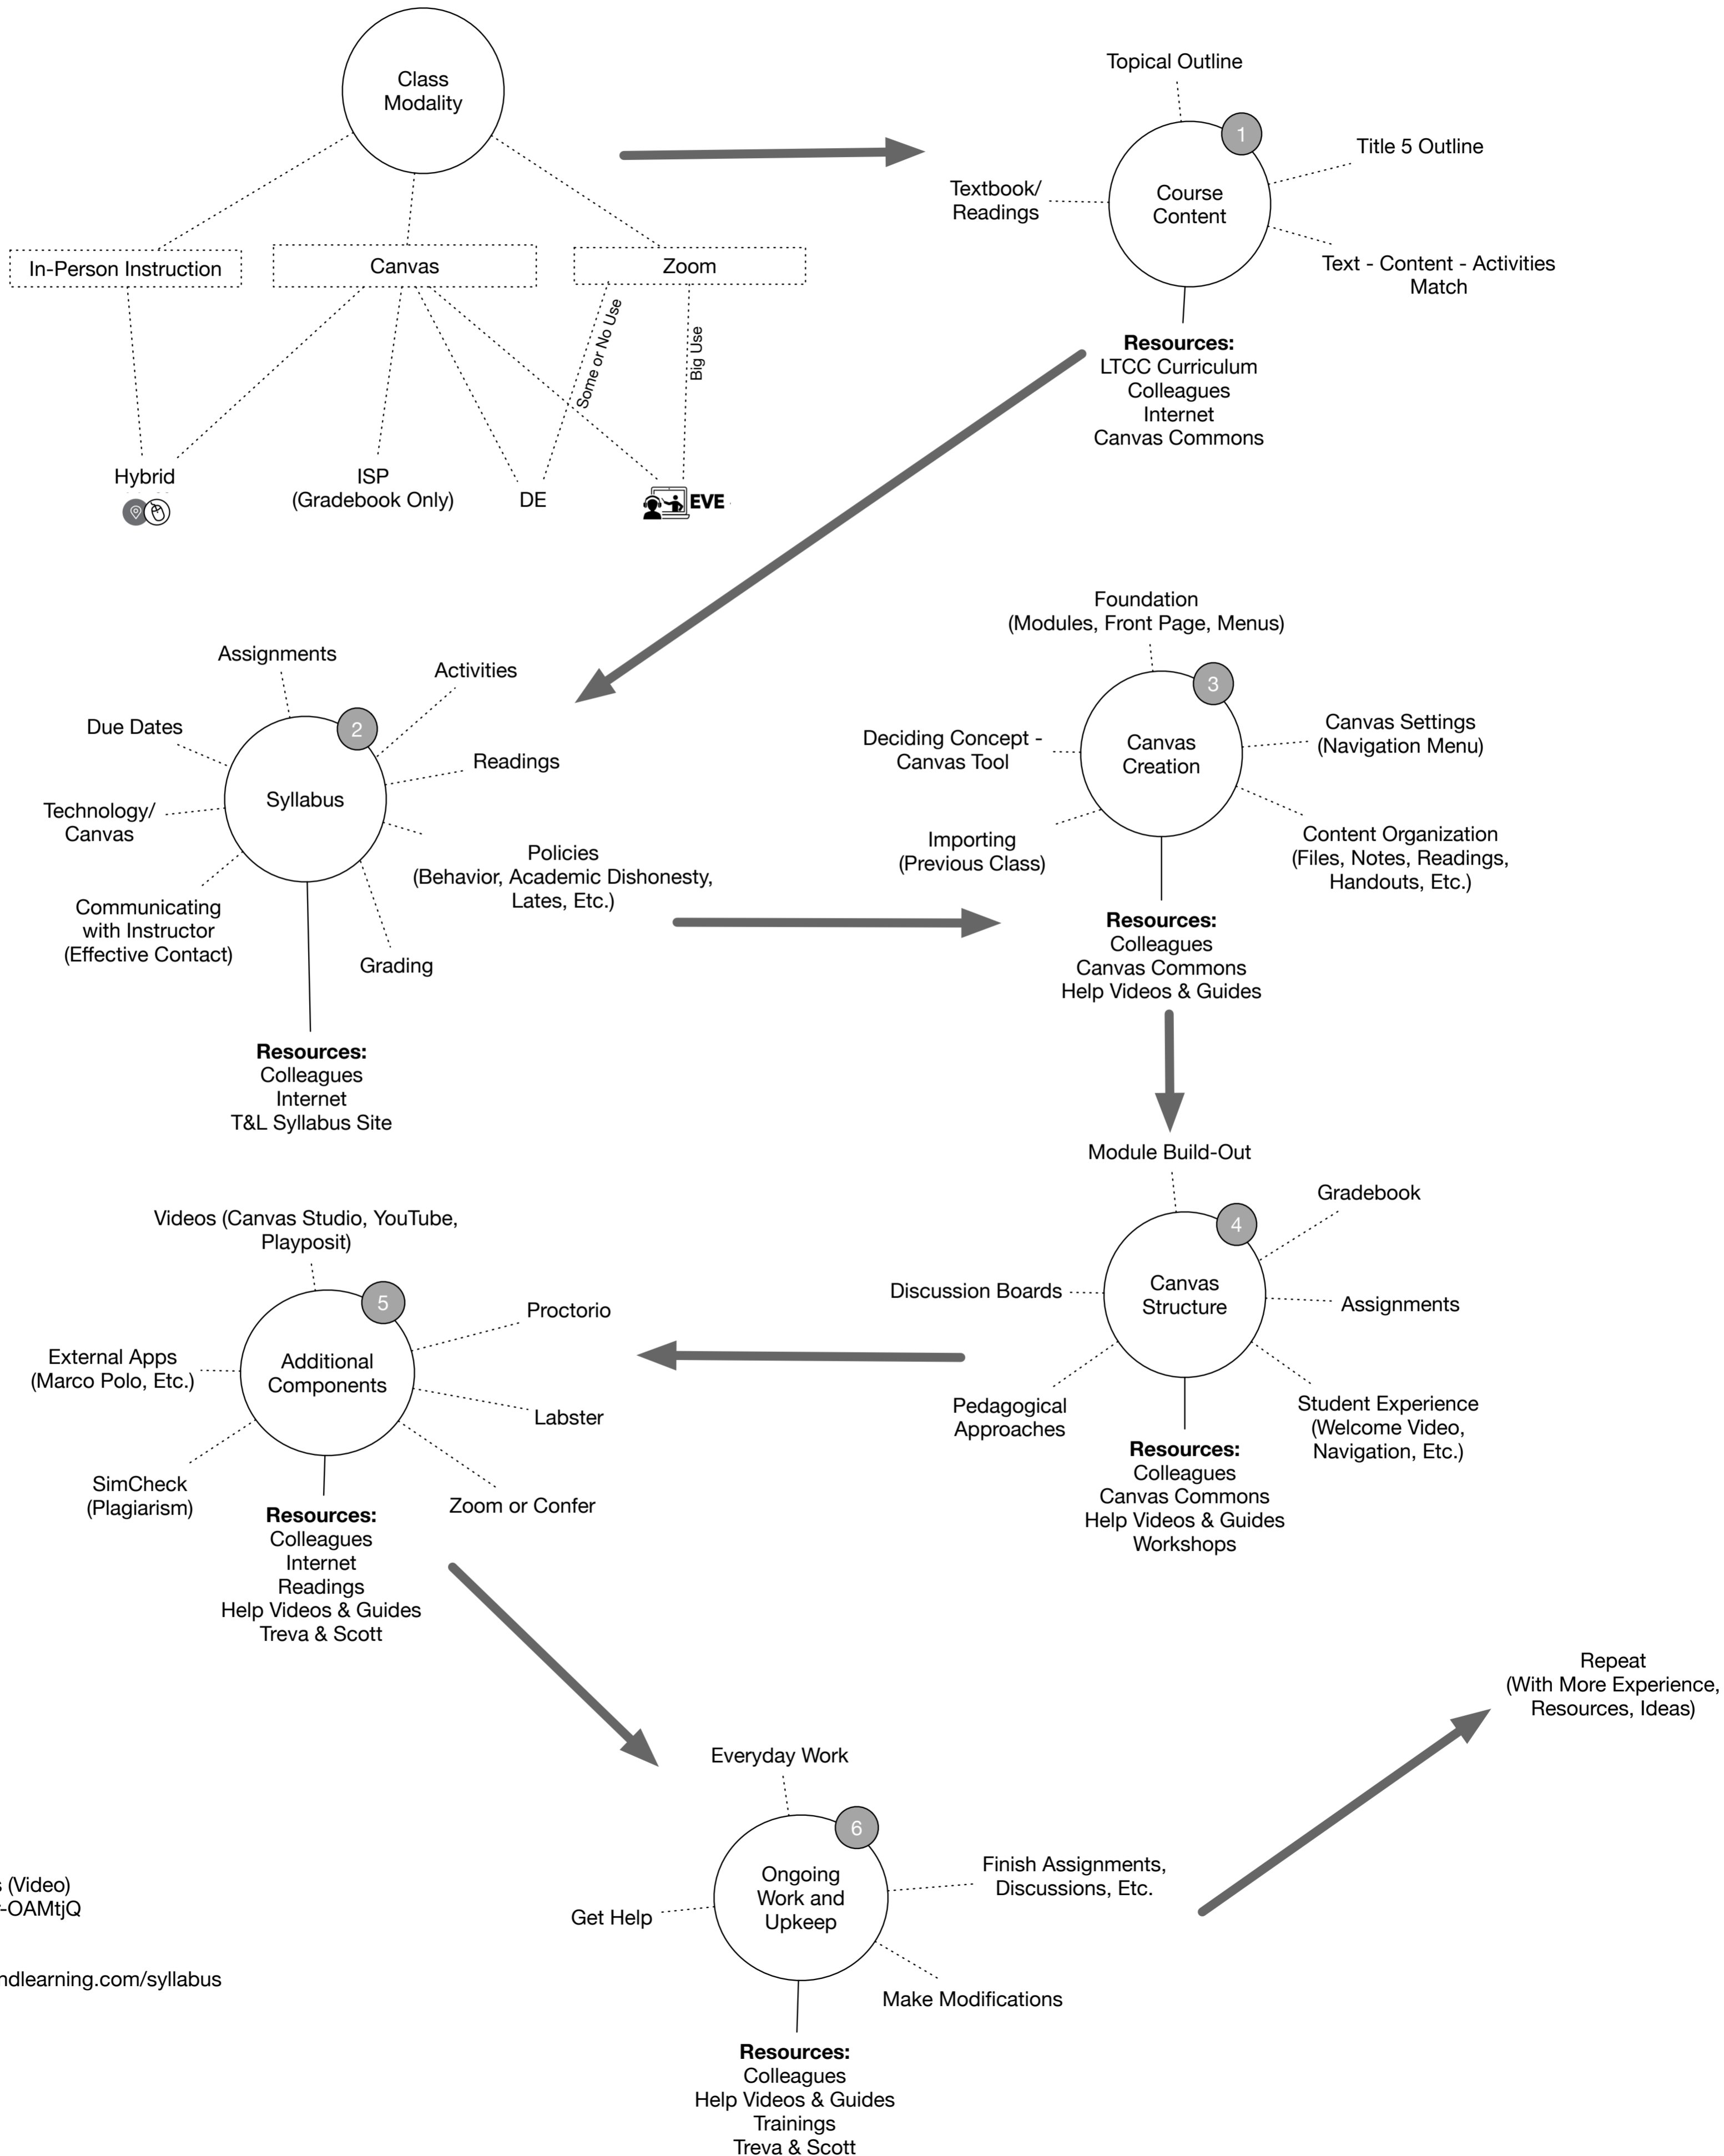 Class
Modality
In-Person Instruction
Canvas
Zoom
Some or No Use
Big Use
Hybrid
ISP
(Gradebook Only)
DE
EVE
Topical Outline
1
Title 5 Outline
Textbook/
Readings
Course
Content
Text - Content - Activities
Match
Resources:
LTCC Curriculum
Colleagues
Internet
Canvas Commons
Assignments
Activities
Due Dates
2
Readings
Syllabus
Technology/
Canvas
Policies
(Behavior, Academic Dishonesty,
Lates, Etc.)
Communicating
with Instructor
(Effective Contact)
Grading
Resources:
Colleagues
Internet
T&L Syllabus Site
Foundation
(Modules, Front Page, Menus)
3
Canvas Settings
(Navigation Menu)
Deciding Concept -
Canvas Tool
Canvas
Creation
Importing
(Previous Class)
Content Organization
(Files, Notes, Readings,
Handouts, Etc.)
Resources:
Colleagues
Canvas Commons
Help Videos & Guides
Module Build-Out
Gradebook
4
Discussion Boards
Canvas
Structure
Assignments
Pedagogical
Approaches
Student Experience
(Welcome Video,
Navigation, Etc.)
Resources:
Colleagues
Canvas Commons
Help Videos & Guides
Workshops
Videos (Canvas Studio, YouTube,
Playposit)
5
Proctorio
External Apps
(Marco Polo, Etc.)
Additional
Components
Labster
SimCheck
(Plagiarism)
Zoom or Confer
Resources:
Colleagues
Internet
Readings
Help Videos & Guides
Treva & Scott
Repeat
(With More Experience,
Resources, Ideas)
Everyday Work
6
Ongoing
Work and
Upkeep
Finish Assignments,
Discussions, Etc.
Get Help
Make Modifications
Resources:
Colleagues
Help Videos & Guides
Trainings
Treva & Scott
(Video)
-OAMtjQ
ndlearning.com/syllabus